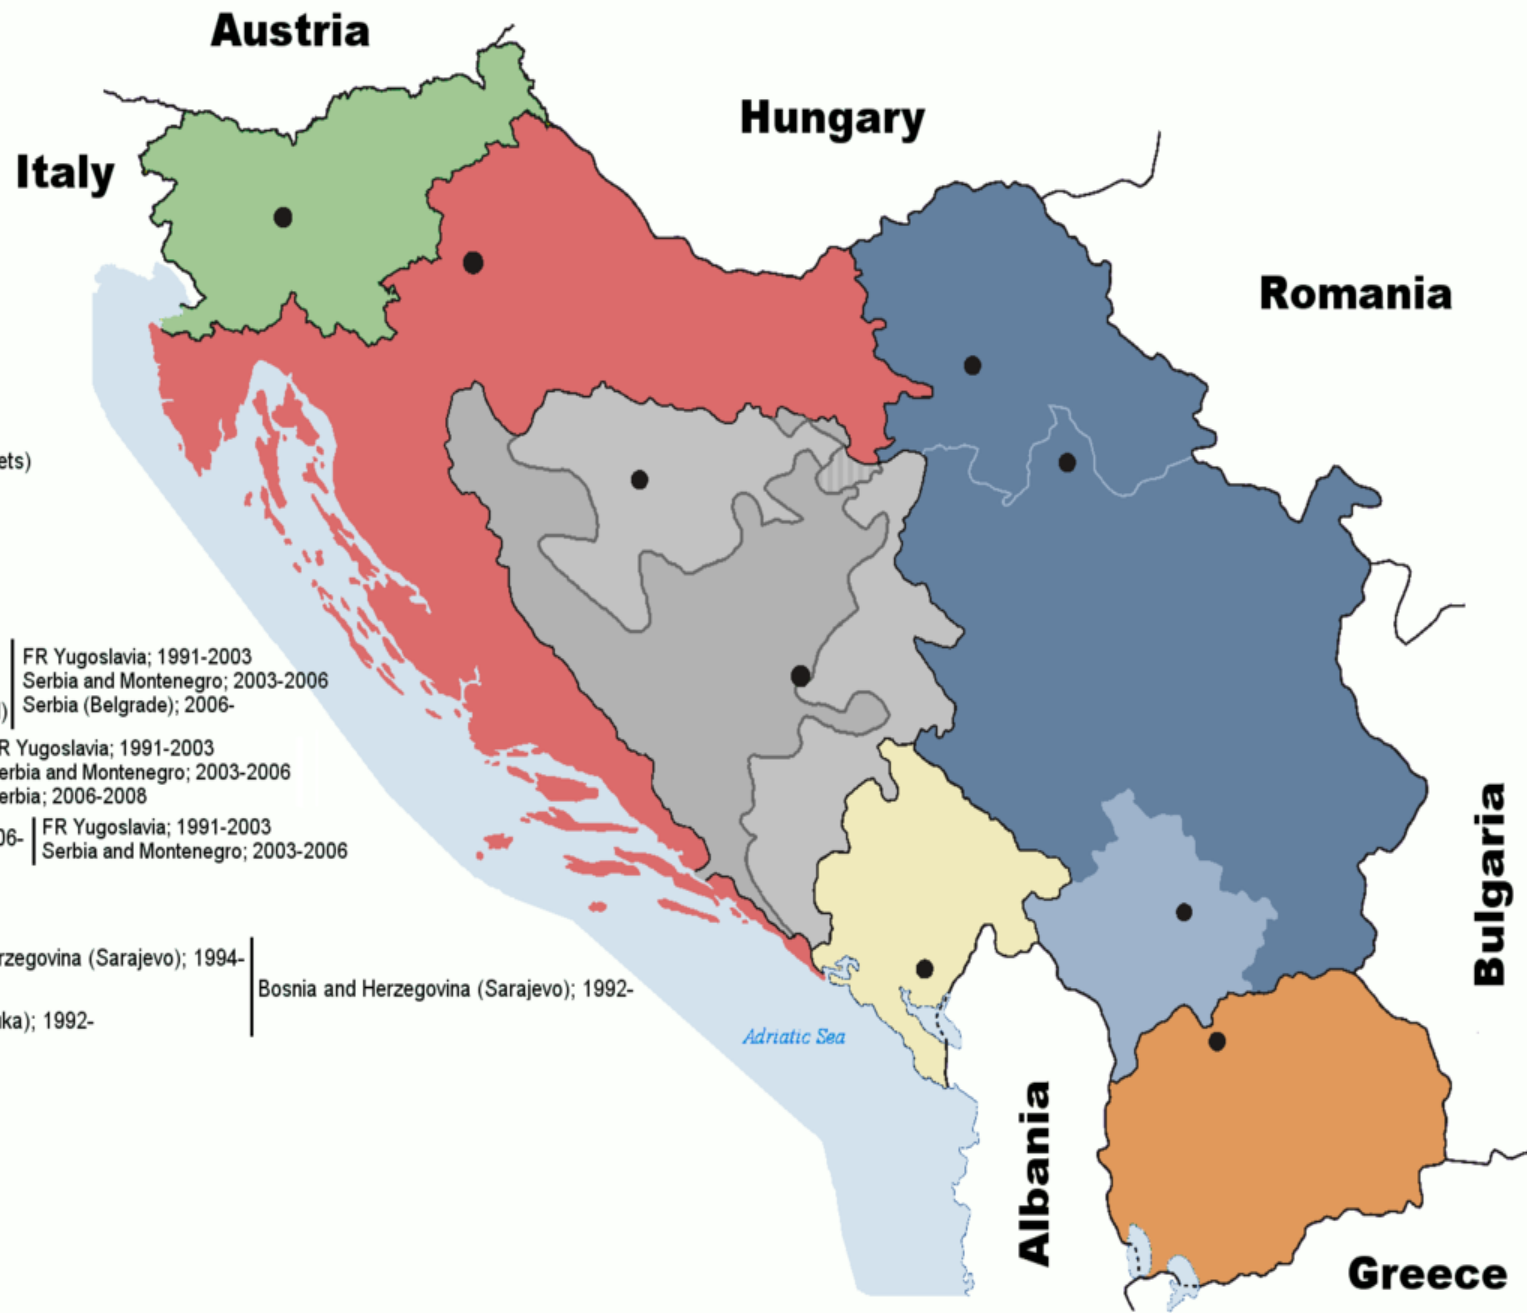 Austria
Hungary
Italy
Romania
FR Yugoslavia; 1991-2003
Serbia and Montenegro; 2003-2006
Serbia (Belgrade); 2006-
R Yugoslavia; 1991-2003
erbia and Montenegro; 2003-2006
erbia; 2006-2008
06-
FR Yugoslavia; 1991-2003
Serbia and Montenegro; 2003-2006
Bulgaria
rzegovina (Sarajevo); 1994-
Bosnia and Herzegovina (Sarajevo); 1992-
ka); 1992-
Adriatic Sea
Albania
Greece